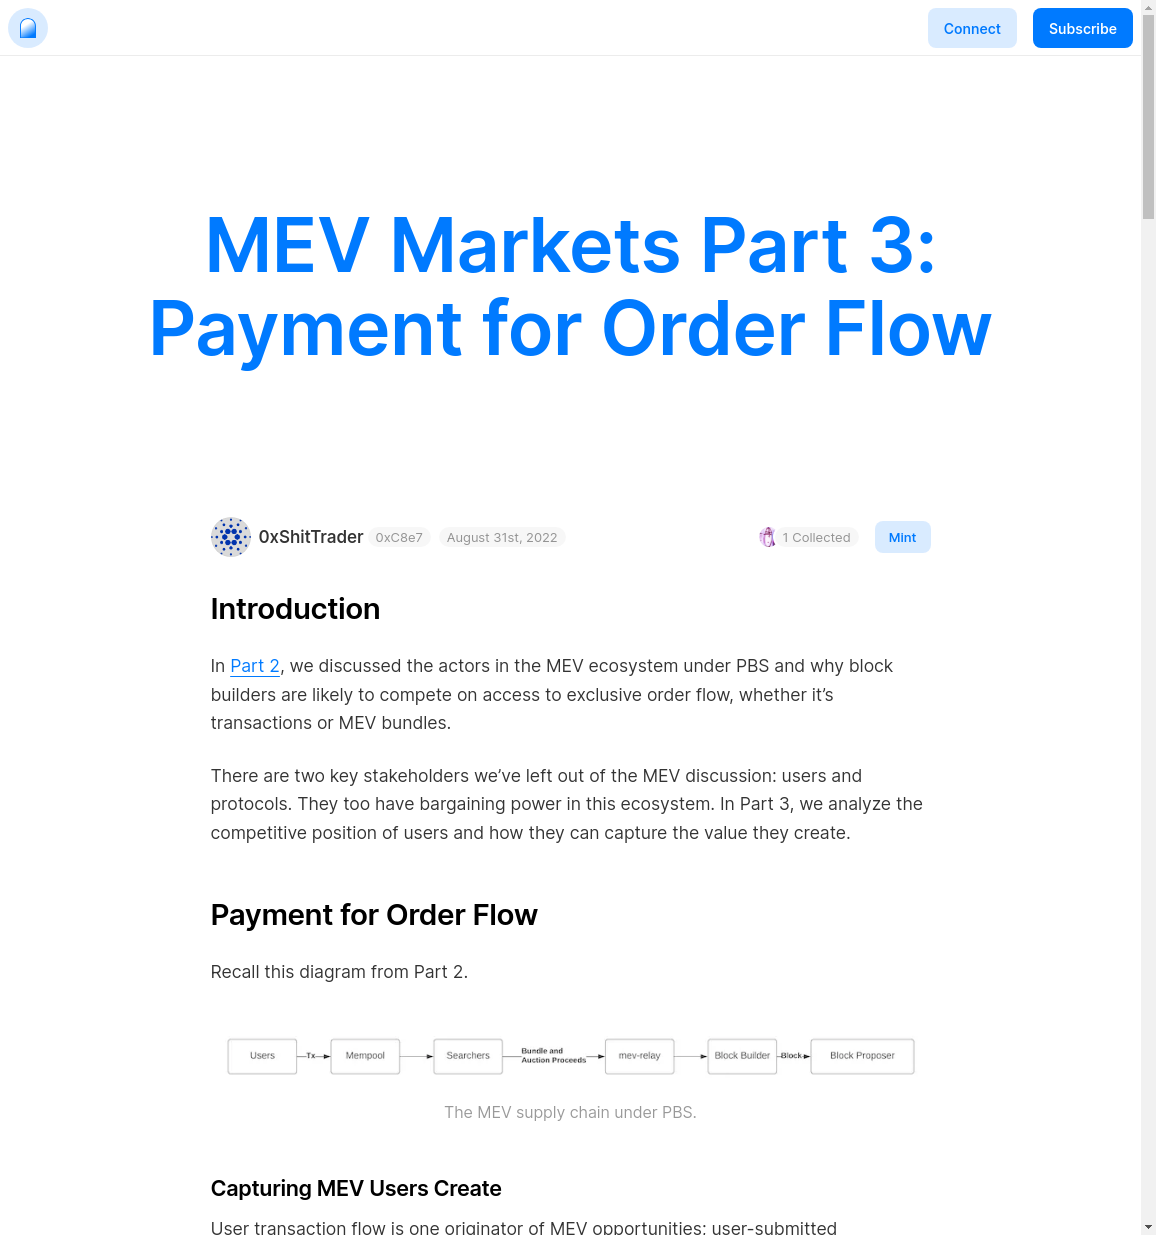 Connect
Subscribe
MEV Markets Part 3:
Payment for Order Flow
0xShitTrader
0xC8e7
August 31st, 2022
1 Collected
Mint
Introduction
In Part 2, we discussed the actors in the MEV ecosystem under PBS and why block
builders are likely to compete on access to exclusive order flow, whether it’s
transactions or MEV bundles.
There are two key stakeholders we’ve left out of the MEV discussion: users and
protocols. They too have bargaining power in this ecosystem. In Part 3, we analyze the
competitive position of users and how they can capture the value they create.
Payment for Order Flow
Recall this diagram from Part 2.
Users
Tx
Mempool
Searchers
Bundle and
Auction Proceeds
mev-relay
Block Builder
Block
Block Proposer
The MEV supply chain under PBS.
Capturing MEV Users Create
User transaction flow is one originator of MEV opportunities: user-submitted